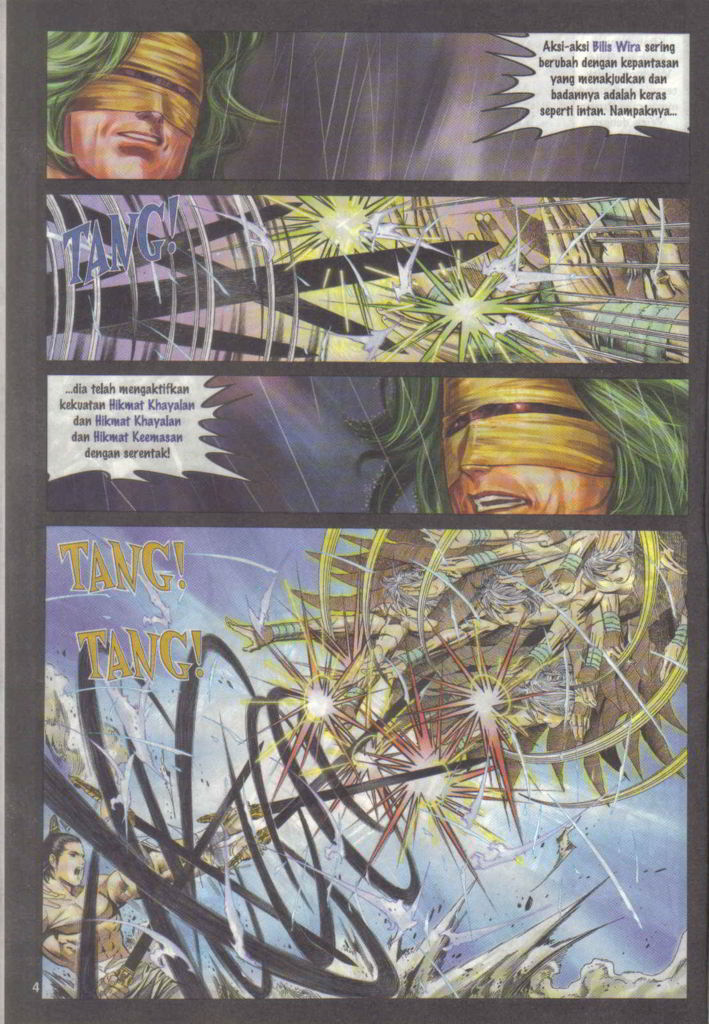 Aksi-aksi Bilis Wira sering
berubah dengan kepantasan
yang menakjudkan dan
badannya adalah keras
seperti intan. Nampaknya...
TANG!
...dia telah mengaktifkan
kekuatan Hikmat Khayalan
dan Hikmat Khayalan
dan Hikmat Keemasan
dengan serentak!
TANG!
TANG!
4